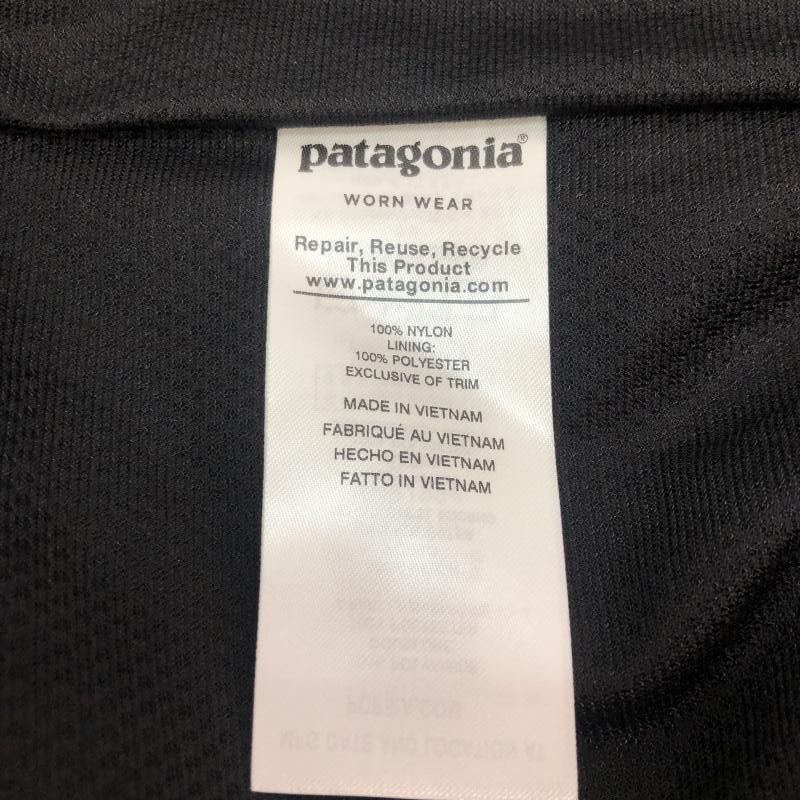 patagonia®
WORN WEAR
Repair, Reuse, Recycle
This Product
www.patagonia.com
100% NYLON
LINING:
100% POLYESTER
EXCLUSIVE OF TRIM
MADE IN VIETNAM
FABRIQUÉ AU VIETNAM
HECHO EN VIETNAM
FATTO IN VIETNAM